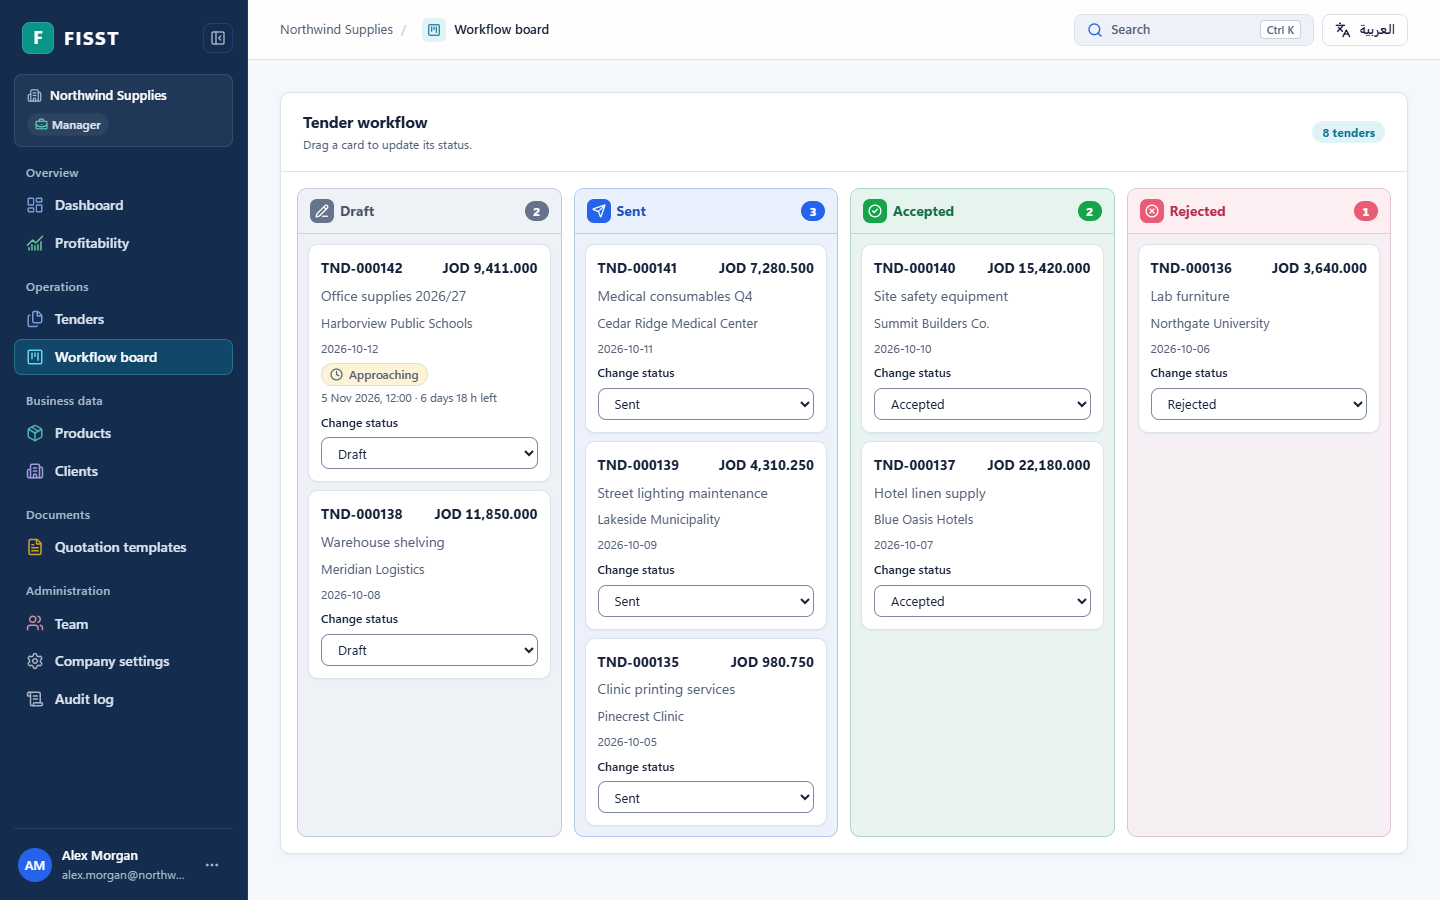 F FISST
Northwind Supplies
Manager
Overview
Dashboard
Profitability
Operations
Tenders
Workflow board
Business data
Products
Clients
Documents
Quotation templates
Administration
Team
Company settings
Audit log
AM
Alex Morgan
alex.morgan@northw...
Northwind Supplies / Workflow board
Search Ctrl K
العربية
Tender workflow
Drag a card to update its status.
8 tenders
Draft 2
TND-000142 JOD 9,411.000
Office supplies 2026/27
Harborview Public Schools
2026-10-12
Approaching
5 Nov 2026, 12:00 · 6 days 18 h left
Change status
Draft
TND-000138 JOD 11,850.000
Warehouse shelving
Meridian Logistics
2026-10-08
Change status
Draft
Sent 3
TND-000141 JOD 7,280.500
Medical consumables Q4
Cedar Ridge Medical Center
2026-10-11
Change status
Sent
TND-000139 JOD 4,310.250
Street lighting maintenance
Lakeside Municipality
2026-10-09
Change status
Sent
TND-000135 JOD 980.750
Clinic printing services
Pinecrest Clinic
2026-10-05
Change status
Sent
Accepted 2
TND-000140 JOD 15,420.000
Site safety equipment
Summit Builders Co.
2026-10-10
Change status
Accepted
TND-000137 JOD 22,180.000
Hotel linen supply
Blue Oasis Hotels
2026-10-07
Change status
Accepted
Rejected 1
TND-000136 JOD 3,640.000
Lab furniture
Northgate University
2026-10-06
Change status
Rejected